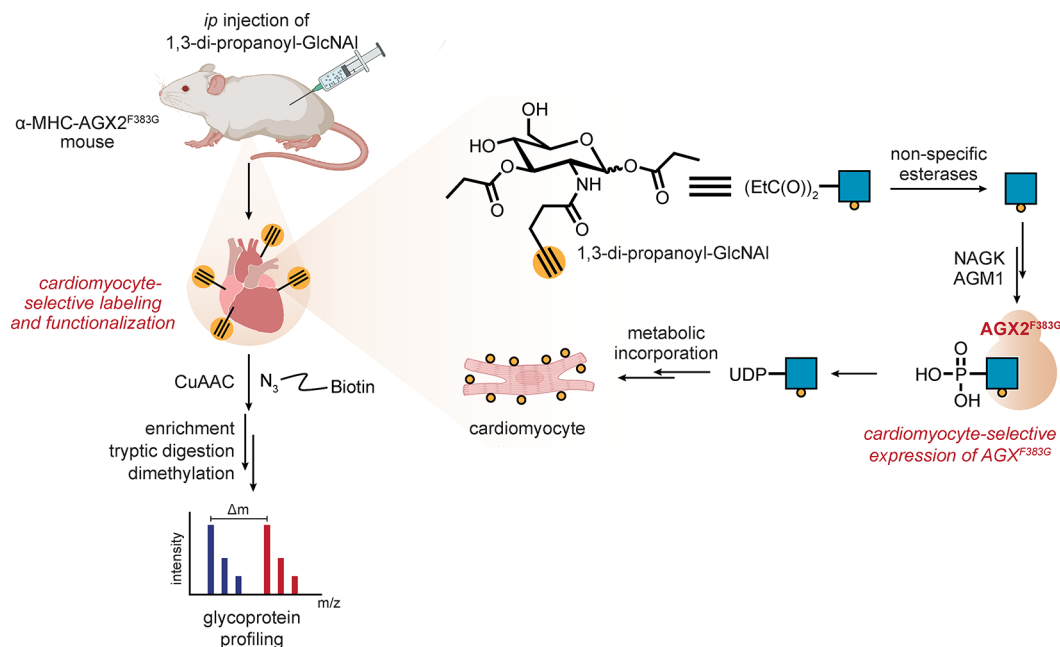 ip injection of
1,3-di-propanoyl-GlcNAl
α-MHC-AGX2F383G
mouse
cardiomyocyte-
selective labeling
and functionalization
CuAAC
N3
Biotin
enrichment
tryptic digestion
dimethylation
Δm
intensity
m/z
glycoprotein
profiling
OH
HO
O
O
O
O
NH
O
O
1,3-di-propanoyl-GlcNAl
(EtC(O))2
non-specific
esterases
NAGK
AGM1
AGX2F383G
O
HO P
OH
cardiomyocyte-selective
expression of AGXF383G
UDP
metabolic
incorporation
cardiomyocyte